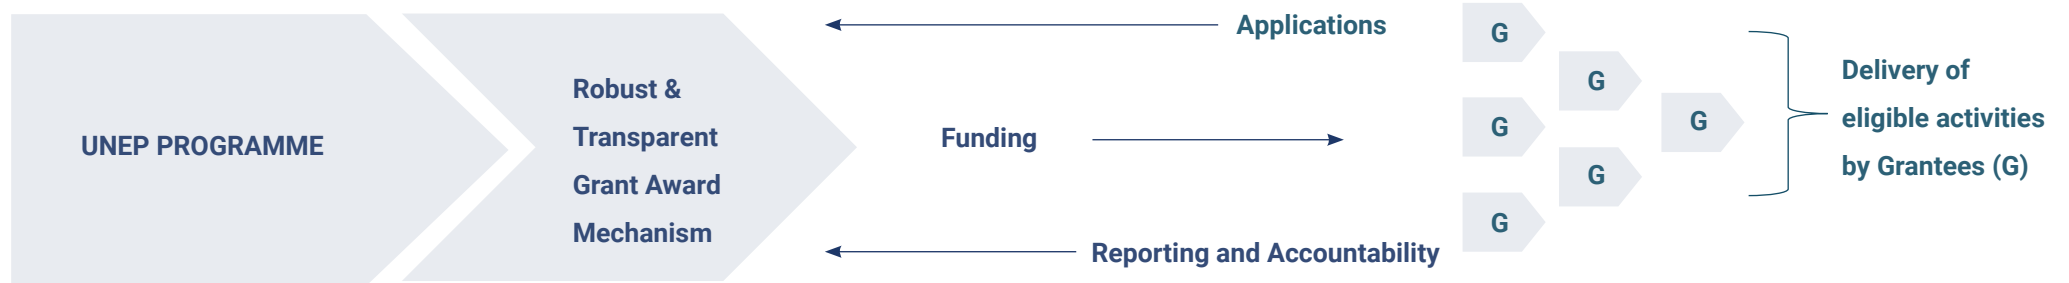 UNEP PROGRAMME
Robust &
Transparent
Grant Award
Mechanism
Applications
Funding
Reporting and Accountability
G
G
G
G
G
G
Delivery of
eligible activities
by Grantees (G)